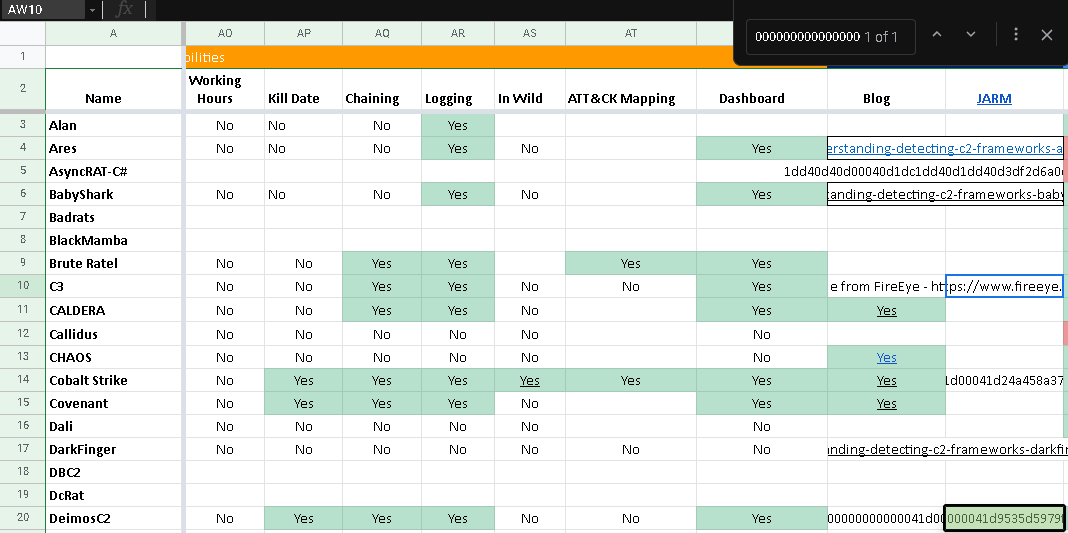 AW10 fx
000000000000000 1 of 1
A AO AP AQ AR AS AT
1 bilities
2 Name Working Hours Kill Date Chaining Logging In Wild ATT&CK Mapping Dashboard Blog JARM
3 Alan No No No Yes
4 Ares No No No Yes No Yes erstanding-detecting-c2-frameworks-a
5 AsyncRAT-C# 1dd40d40d00040d1dc1dd40d1dd40d3df2d6a0
6 BabyShark No No No Yes No Yes tanding-detecting-c2-frameworks-baby
7 Badrats
8 BlackMamba
9 Brute Ratel No No Yes Yes Yes Yes
10 C3 No No Yes Yes No No Yes e from FireEye - https://www.fireeye.
11 CALDERA No No Yes Yes No Yes Yes
12 Callidus No No No No No No
13 CHAOS No No No No No No Yes
14 Cobalt Strike No Yes Yes Yes Yes Yes Yes Yes 1d00041d24a458a37
15 Covenant No Yes Yes Yes No Yes Yes
16 Dali No No No No No No
17 DarkFinger No No No No No No No nding-detecting-c2-frameworks-darkfi
18 DBC2
19 DcRat
20 DeimosC2 No Yes Yes Yes No No Yes 00000000000041d00000041d9535d5979